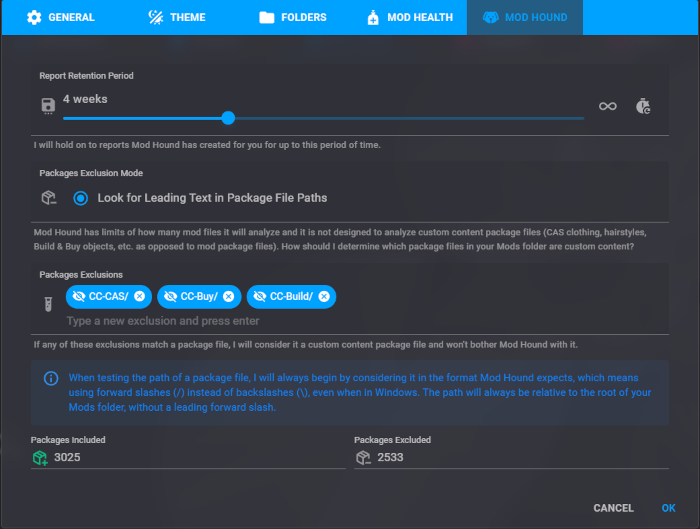 GENERAL THEME FOLDERS MOD HEALTH MOD HOUND
Report Retention Period
4 weeks
I will hold on to reports Mod Hound has created for you for up to this period of time.
Packages Exclusion Mode
Look for Leading Text in Package File Paths
Mod Hound has limits of how many mod files it will analyze and it is not designed to analyze custom content package files (CAS clothing, hairstyles,
Build & Buy objects, etc. as opposed to mod package files). How should I determine which package files in your Mods folder are custom content?
Packages Exclusions
CC-CAS/ CC-Buy/ CC-Build/
Type a new exclusion and press enter
If any of these exclusions match a package file, I will consider it a custom content package file and won't bother Mod Hound with it.
When testing the path of a package file, I will always begin by considering it in the format Mod Hound expects, which means
using forward slashes (/) instead of backslashes (\), even when in Windows. The path will always be relative to the root of your
Mods folder, without a leading forward slash.
Packages Included Packages Excluded
3025 2533
CANCEL OK